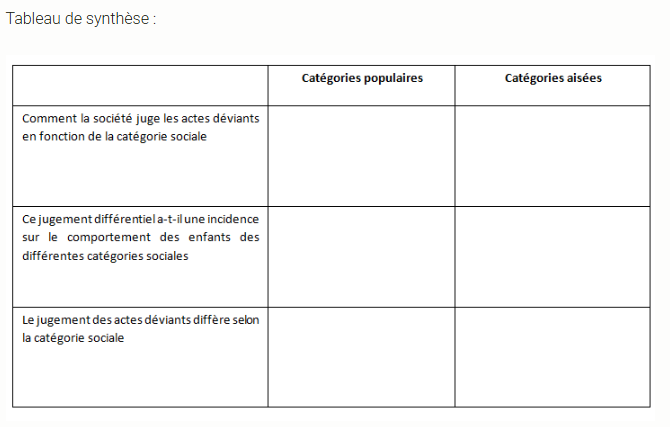 Tableau de synthèse :
Catégories populaires
Catégories aisées
Comment la société juge les actes déviants
en fonction de la catégorie sociale
Ce jugement différentiel a-t-il une incidence
sur le comportement des enfants des
différentes catégories sociales
Le jugement des actes déviants diffère selon
la catégorie sociale